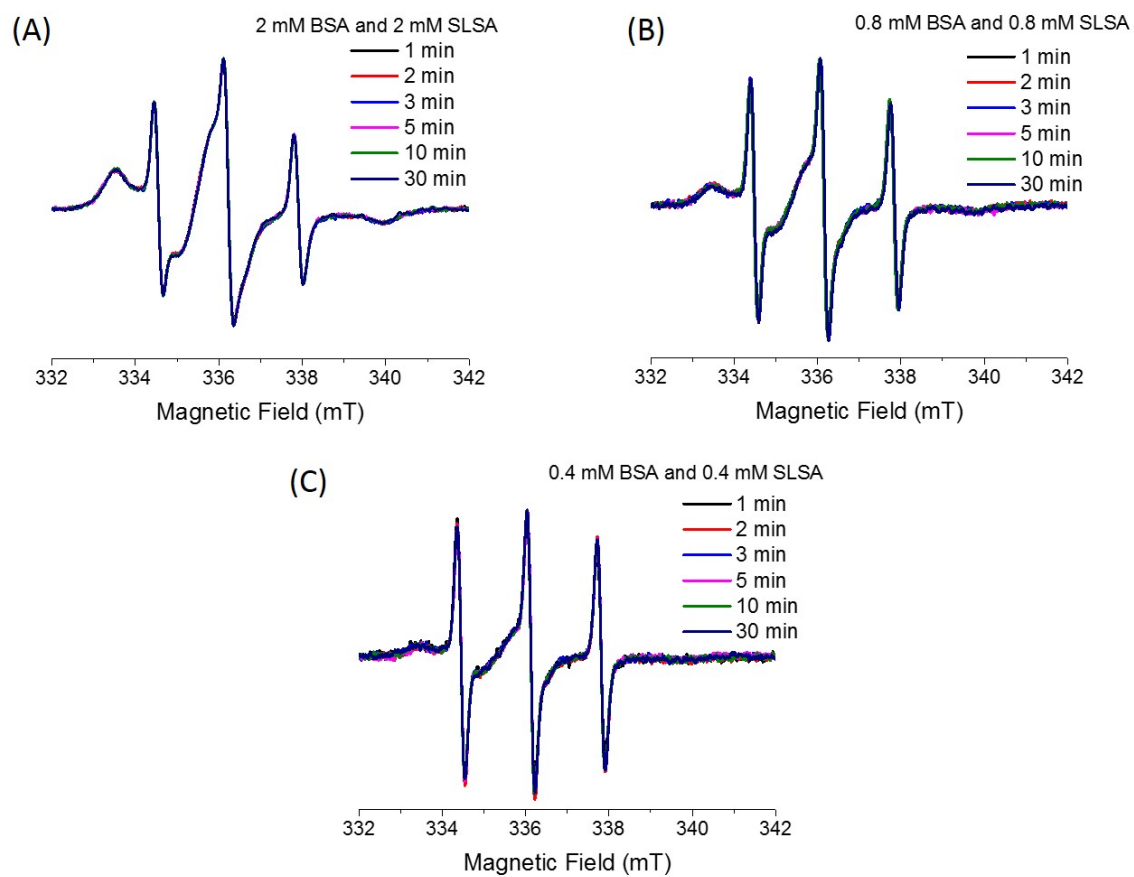 (A)
2 mM BSA and 2 mM SLSA
1 min
2 min
3 min
5 min
10 min
30 min
332 334 336 338 340 342
Magnetic Field (mT)
(B)
0.8 mM BSA and 0.8 mM SLSA
1 min
2 min
3 min
5 min
10 min
30 min
332 334 336 338 340 342
Magnetic Field (mT)
(C)
0.4 mM BSA and 0.4 mM SLSA
1 min
2 min
3 min
5 min
10 min
30 min
332 334 336 338 340 342
Magnetic Field (mT)